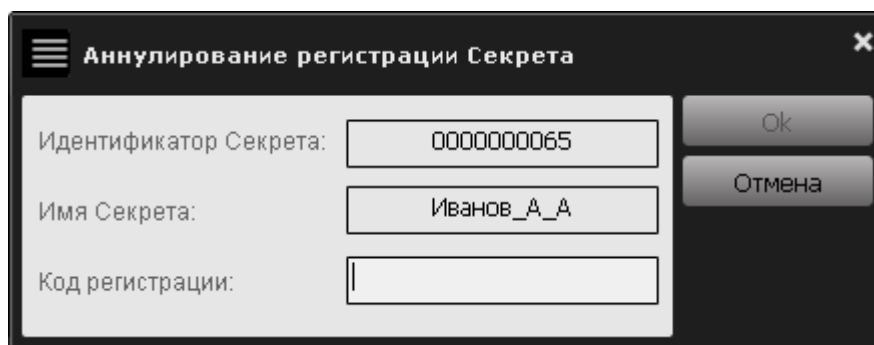 Аннулирование регистрации Секрета
Идентификатор Секрета: 0000000065
Ok
Отмена
Имя Секрета: Иванов_А_А
Код регистрации: